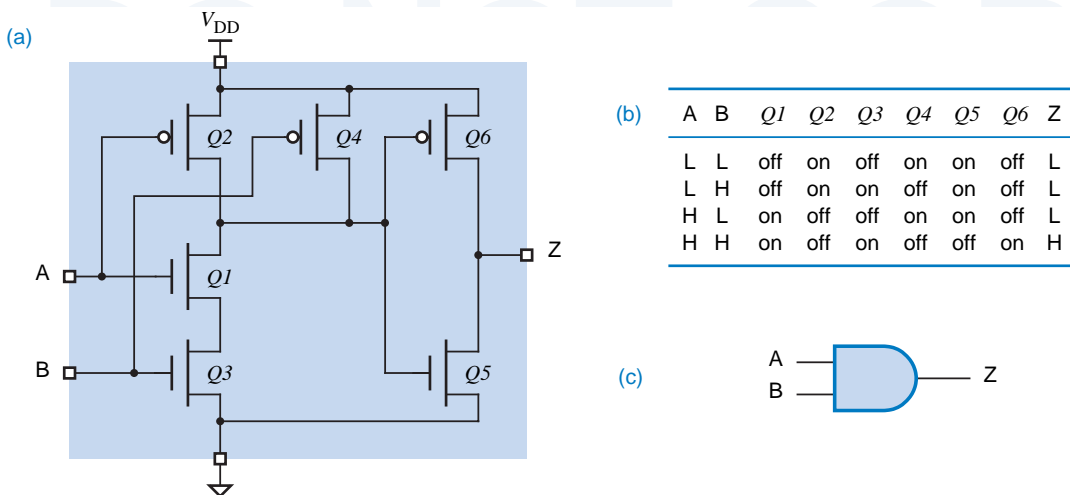 (a)
V_DD
Q2
Q4
Q6
A
Q1
Z
B
Q3
Q5
(b)
A B Q1 Q2 Q3 Q4 Q5 Q6 Z
L L off on off on on off L
L H off on on off on off L
H L on off off on on off L
H H on off on off off on H
(c)
A
B
Z